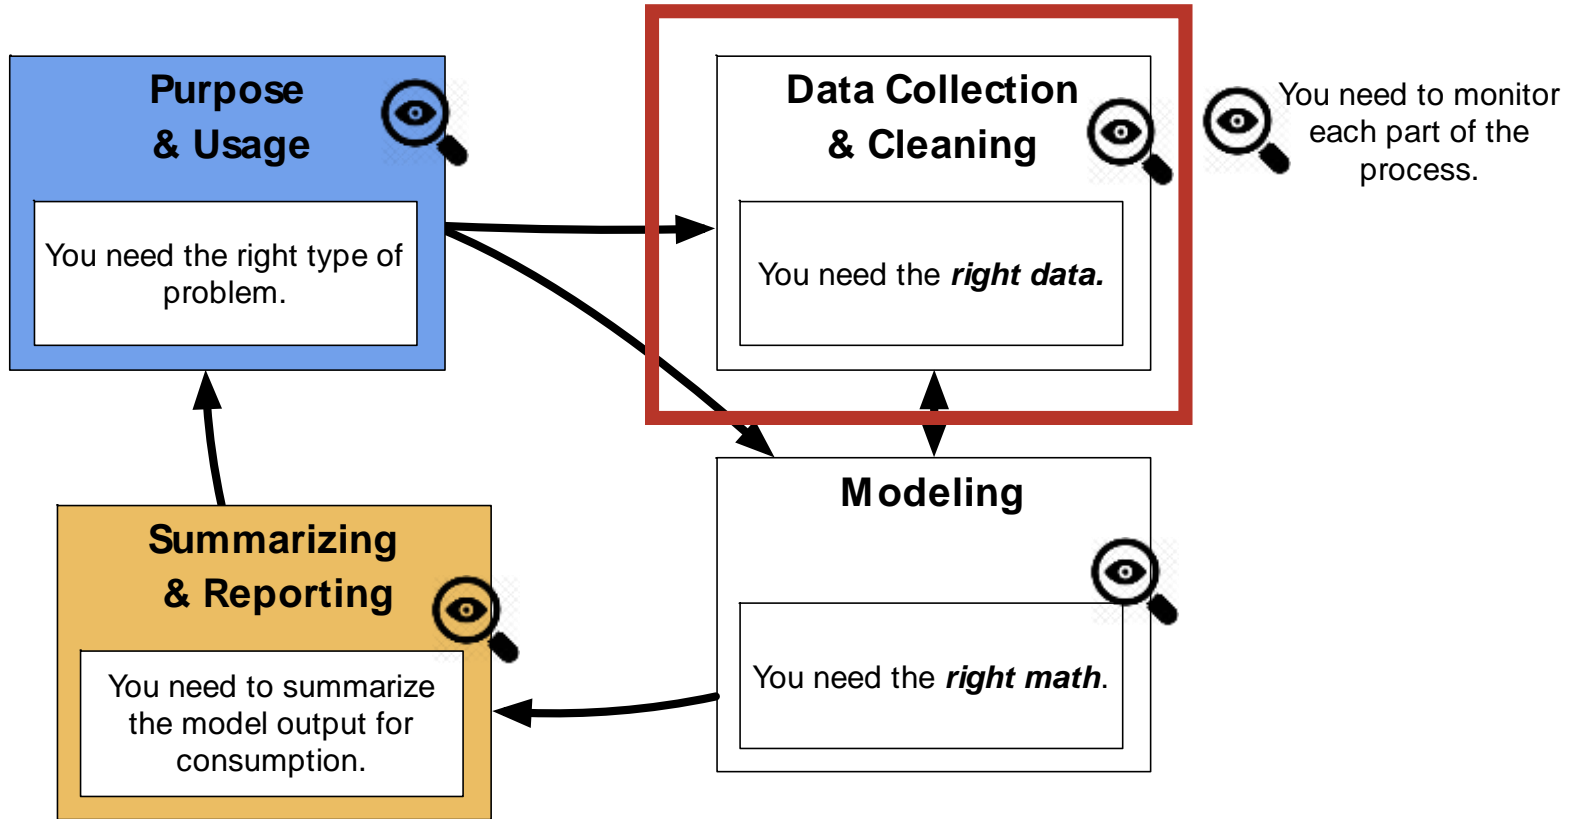 Purpose
& Usage
You need the right type of
problem.
Data Collection
& Cleaning
You need the right data.
You need to monitor
each part of the
process.
Modeling
You need the right math.
Summarizing
& Reporting
You need to summarize
the model output for
consumption.